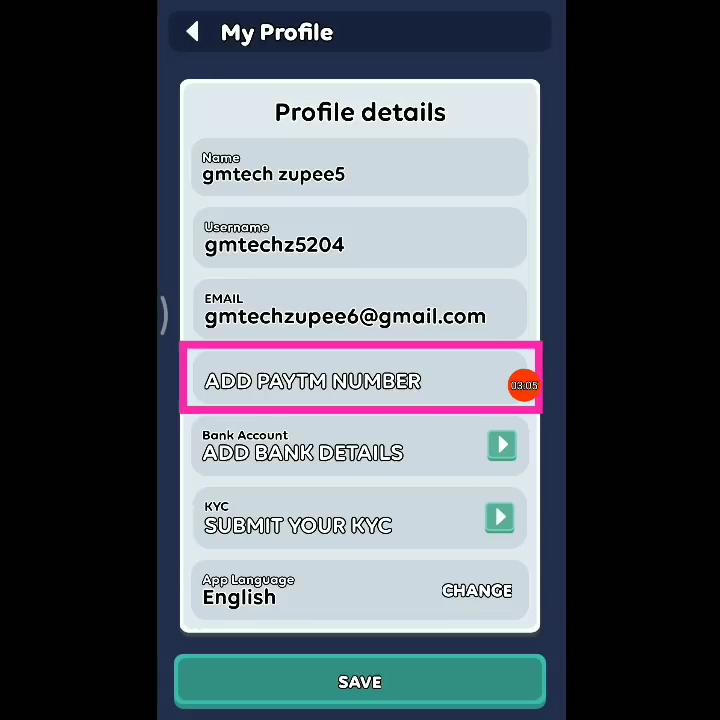 My Profile
Profile details
Name
gmtech zupee5
Username
gmtechz5204
EMAIL
gmtechzupee6@gmail.com
ADD PAYTM NUMBER
03:05
Bank Account
ADD BANK DETAILS
KYC
SUBMIT YOUR KYC
App Language
English
CHANGE
SAVE